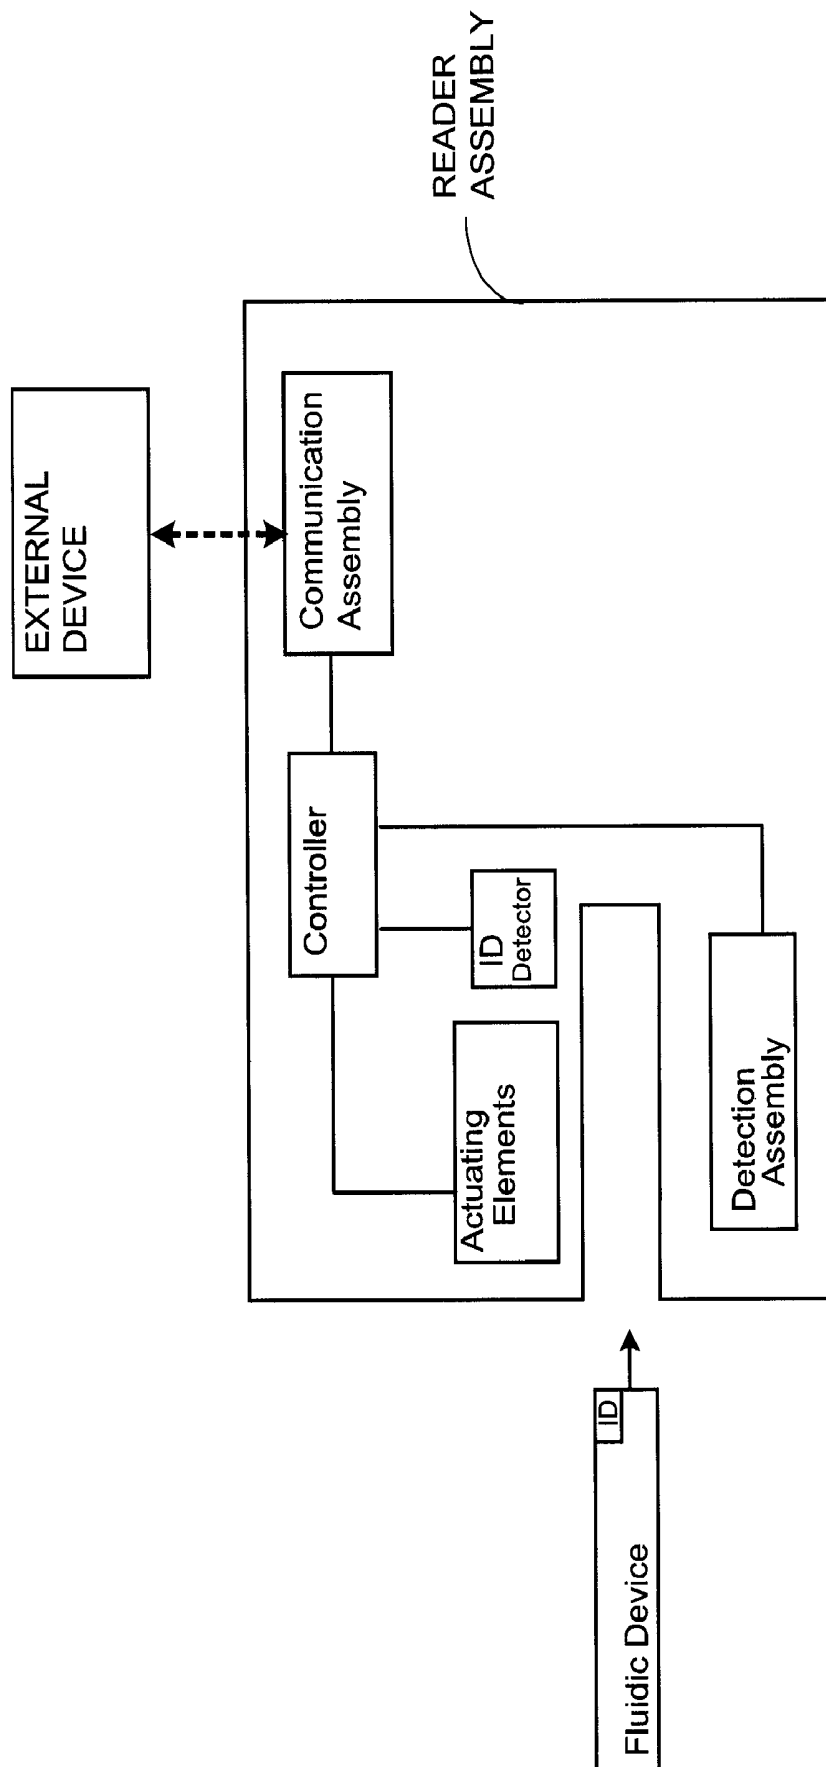 EXTERNAL
DEVICE
READER
ASSEMBLY
Communication
Assembly
Controller
ID
Detector
Actuating
Elements
Detection
Assembly
ID
Fluidic Device